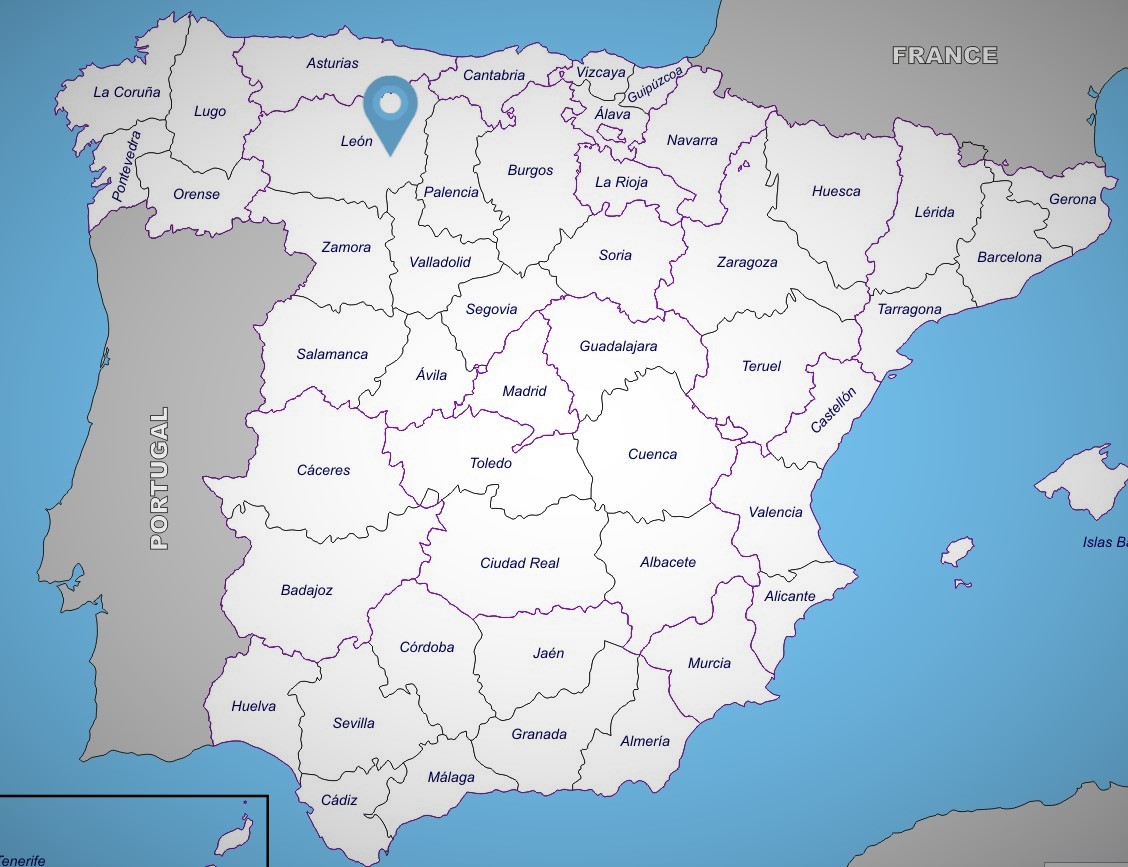 FRANCE
Asturias
Cantabria
Vizcaya
Guipúzcoa
La Coruña
Lugo
Álava
León
Navarra
Pontevedra
Orense
Palencia
Burgos
La Rioja
Huesca
Lérida
Gerona
Zamora
Valladolid
Soria
Zaragoza
Barcelona
Segovia
Tarragona
Salamanca
Ávila
Guadalajara
Teruel
Madrid
Castellón
PORTUGAL
Cáceres
Toledo
Cuenca
Valencia
Islas Ba
Ciudad Real
Albacete
Badajoz
Alicante
Córdoba
Jaén
Murcia
Huelva
Sevilla
Granada
Almería
Málaga
Cádiz
Tenerife